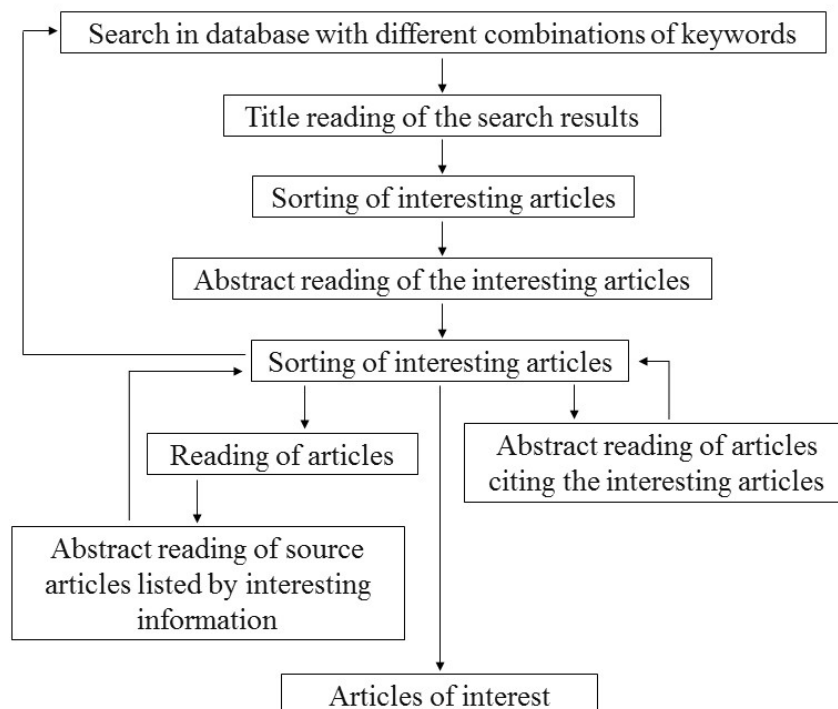 Search in database with different combinations of keywords
Title reading of the search results
Sorting of interesting articles
Abstract reading of the interesting articles
Sorting of interesting articles
Reading of articles
Abstract reading of articles
citing the interesting articles
Abstract reading of source
articles listed by interesting
information
Articles of interest